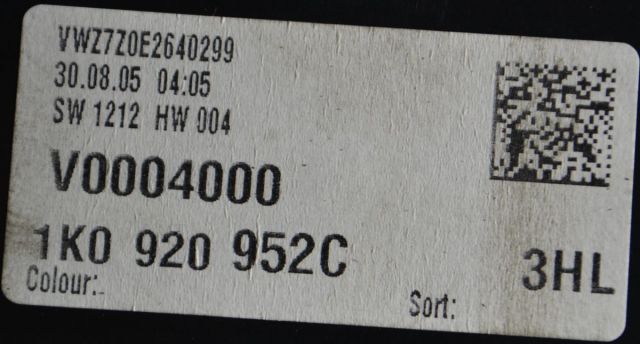 VWZ7Z0E2640299
30.08.05 04:05
SW 1212 HW 004
V0004000
1K0 920 952C 3HL
Colour: Sort: